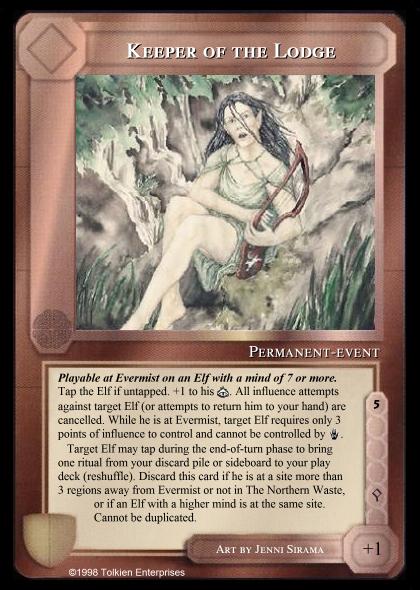 KEEPER OF THE LODGE
PERMANENT-EVENT
Playable at Evermist on an Elf with a mind of 7 or more.
Tap the Elf if untapped. +1 to his . All influence attempts
against target Elf (or attempts to return him to your hand) are
cancelled. While he is at Evermist, target Elf requires only 3
points of influence to control and cannot be controlled by .
Target Elf may tap during the end-of-turn phase to bring
one ritual from your discard pile or sideboard to your play
deck (reshuffle). Discard this card if he is at a site more than
3 regions away from Evermist or not in The Northern Waste,
or if an Elf with a higher mind is at the same site.
Cannot be duplicated.
5
ART BY JENNI SIRAMA
+1
©1998 Tolkien Enterprises